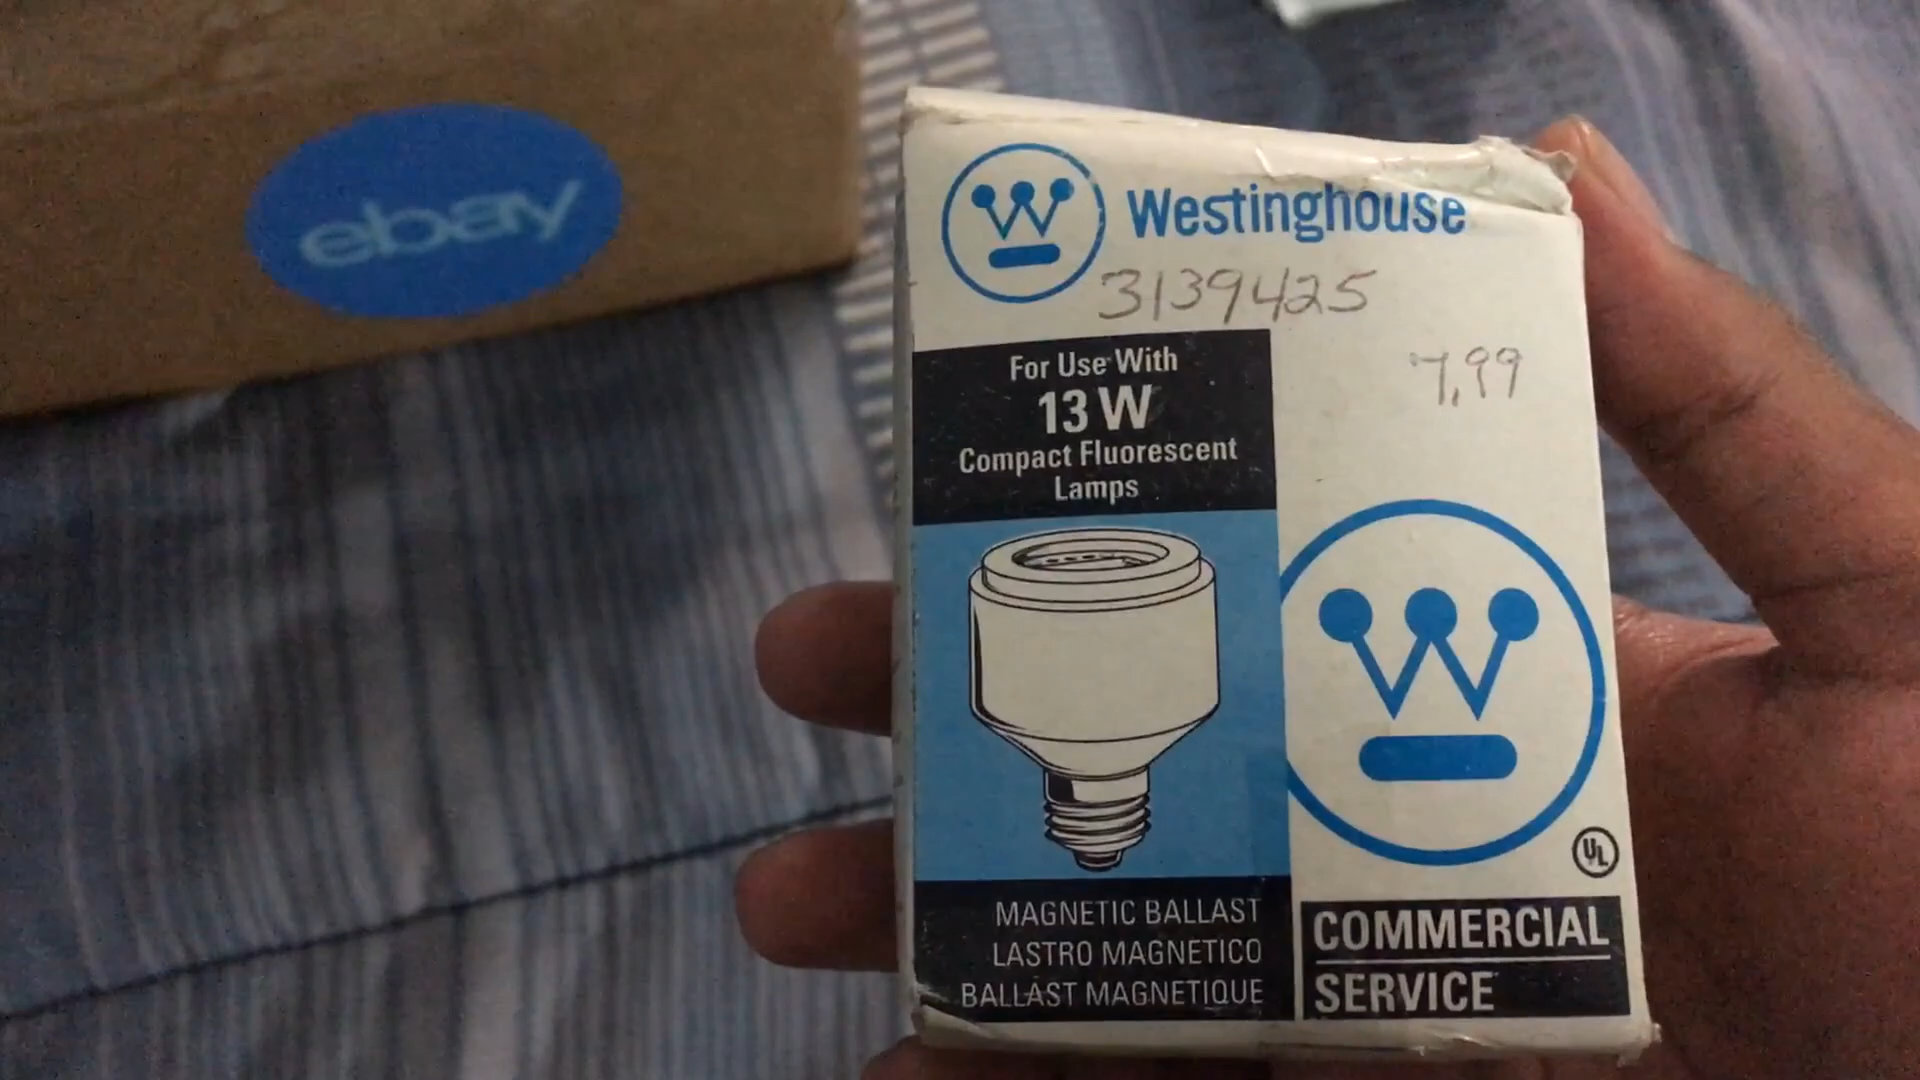 ebay
Westinghouse
3139425
7.99
For Use With
13 W
Compact Fluorescent
Lamps
MAGNETIC BALLAST
LASTRO MAGNETICO
BALLAST MAGNETIQUE
UL
COMMERCIAL
SERVICE